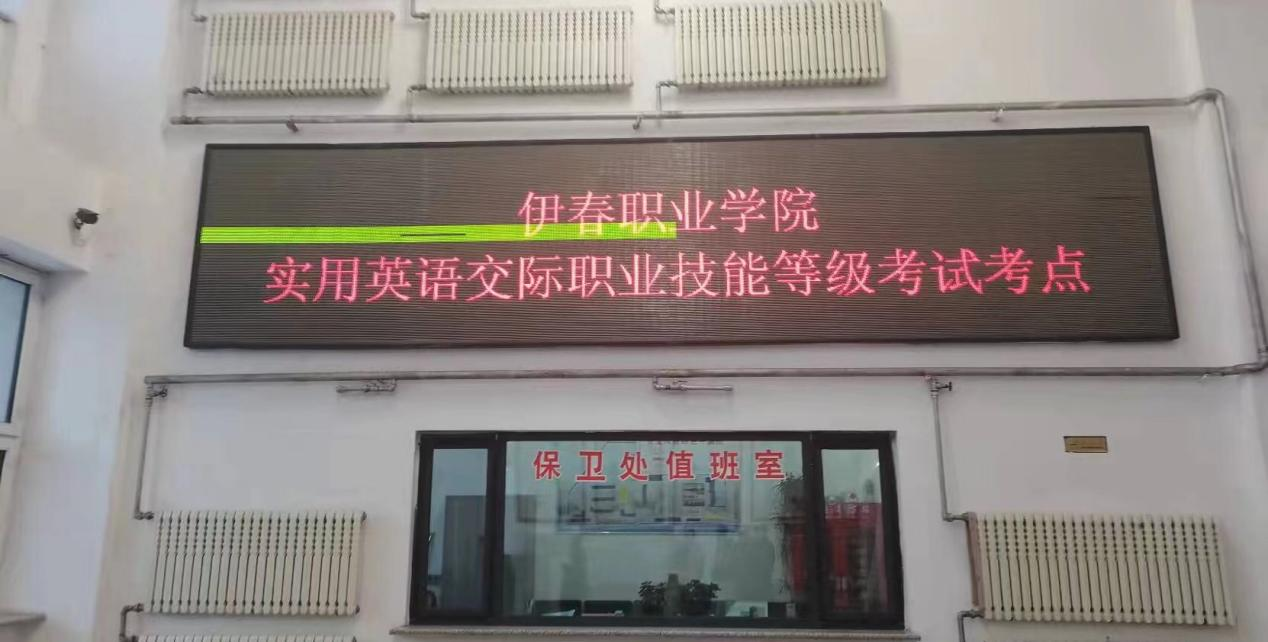 伊春职业学院
实用英语交际职业技能等级考试考点
保卫处值班室